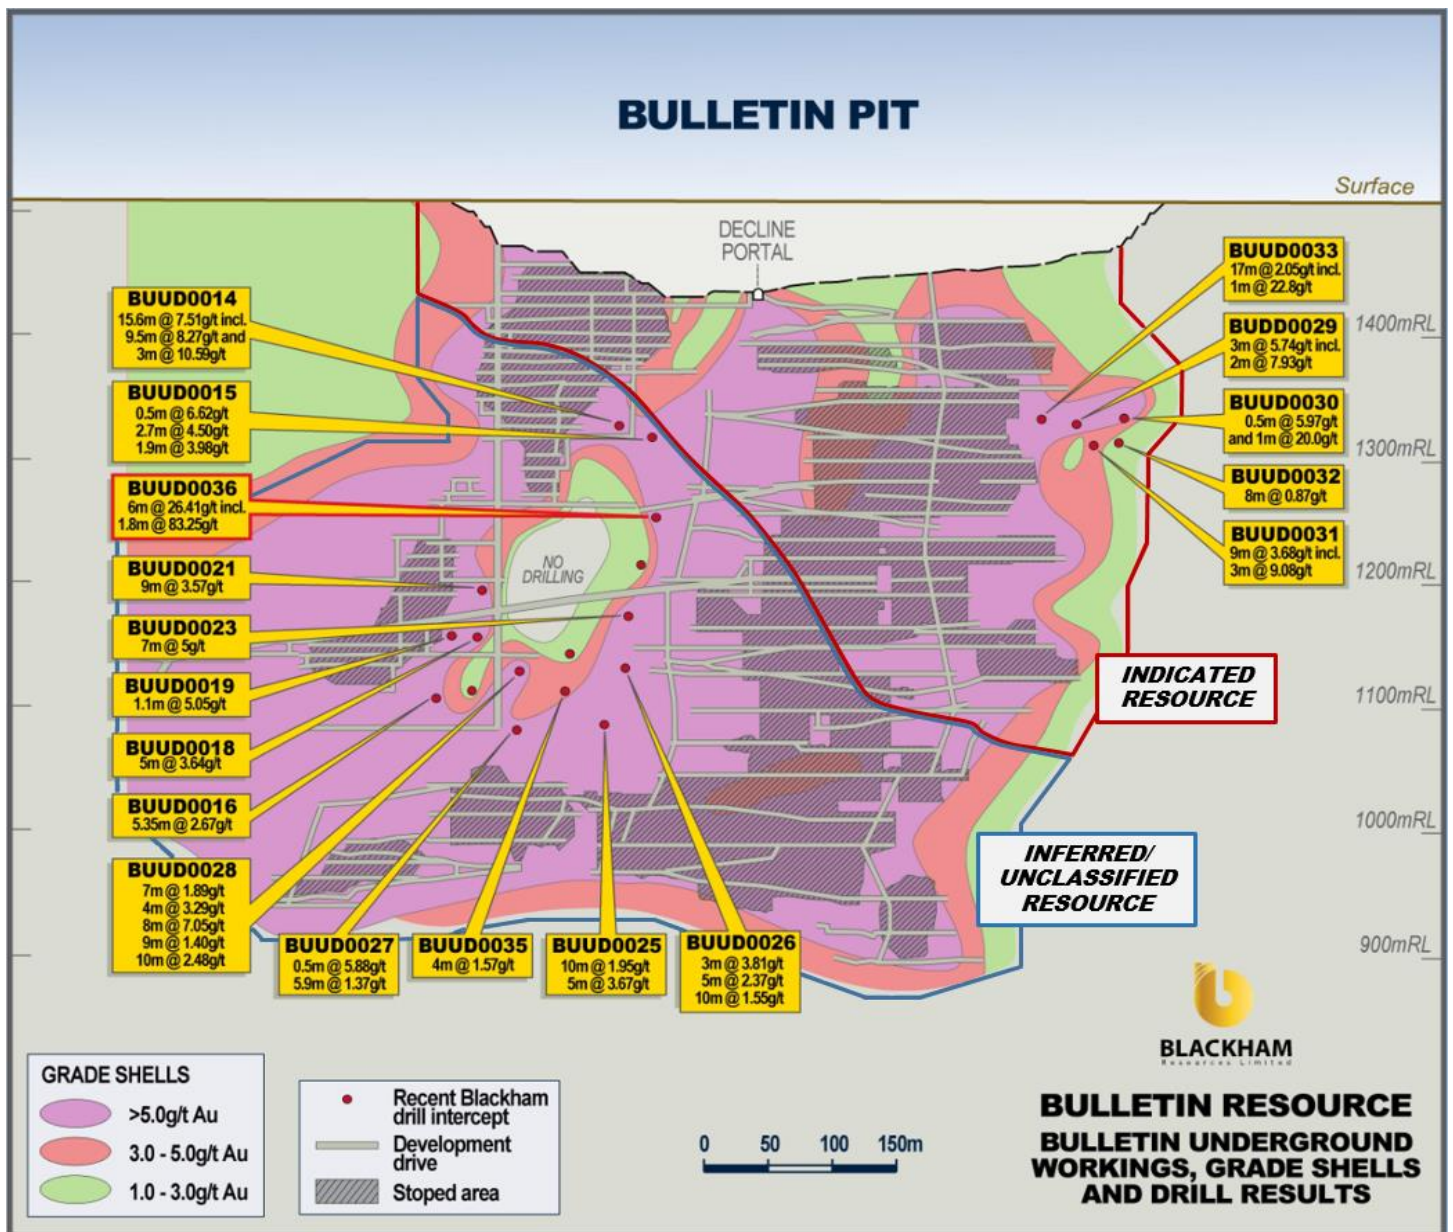 BULLETIN PIT
Surface
DECLINE
PORTAL
BUUD0014
15.6m @ 7.51g/t incl.
9.5m @ 8.27g/t and
3m @ 10.59g/t
BUUD0015
0.5m @ 6.62g/t
2.7m @ 4.50g/t
1.9m @ 3.98g/t
BUUD0036
6m @ 26.41g/t incl.
1.8m @ 83.25g/t
BUUD0021
9m @ 3.57g/t
BUUD0023
7m @ 5g/t
BUUD0019
1.1m @ 5.05g/t
BUUD0018
5m @ 3.64g/t
BUUD0016
5.35m @ 2.67g/t
BUUD0028
7m @ 1.89g/t
4m @ 3.29g/t
8m @ 7.05g/t
9m @ 1.40g/t
10m @ 2.48g/t
BUUD0027
0.5m @ 5.88g/t
5.9m @ 1.37g/t
BUUD0035
4m @ 1.57g/t
BUUD0025
10m @ 1.95g/t
5m @ 3.67g/t
BUUD0026
3m @ 3.81g/t
5m @ 2.37g/t
10m @ 1.55g/t
NO
DRILLING
BUUD0033
17m @ 2.05g/t incl.
1m @ 22.8g/t
BUDD0029
3m @ 5.74g/t incl.
2m @ 7.93g/t
BUUD0030
0.5m @ 5.97g/t
and 1m @ 20.0g/t
BUUD0032
8m @ 0.87g/t
BUUD0031
9m @ 3.68g/t incl.
3m @ 9.08g/t
1400mRL
1300mRL
1200mRL
1100mRL
1000mRL
900mRL
INDICATED
RESOURCE
INFERRED/
UNCLASSIFIED
RESOURCE
GRADE SHELLS
>5.0g/t Au
3.0 - 5.0g/t Au
1.0 - 3.0g/t Au
Recent Blackham
drill intercept
Development
drive
Stoped area
0 50 100 150m
BLACKHAM
Resources Limited
BULLETIN RESOURCE
BULLETIN UNDERGROUND
WORKINGS, GRADE SHELLS
AND DRILL RESULTS